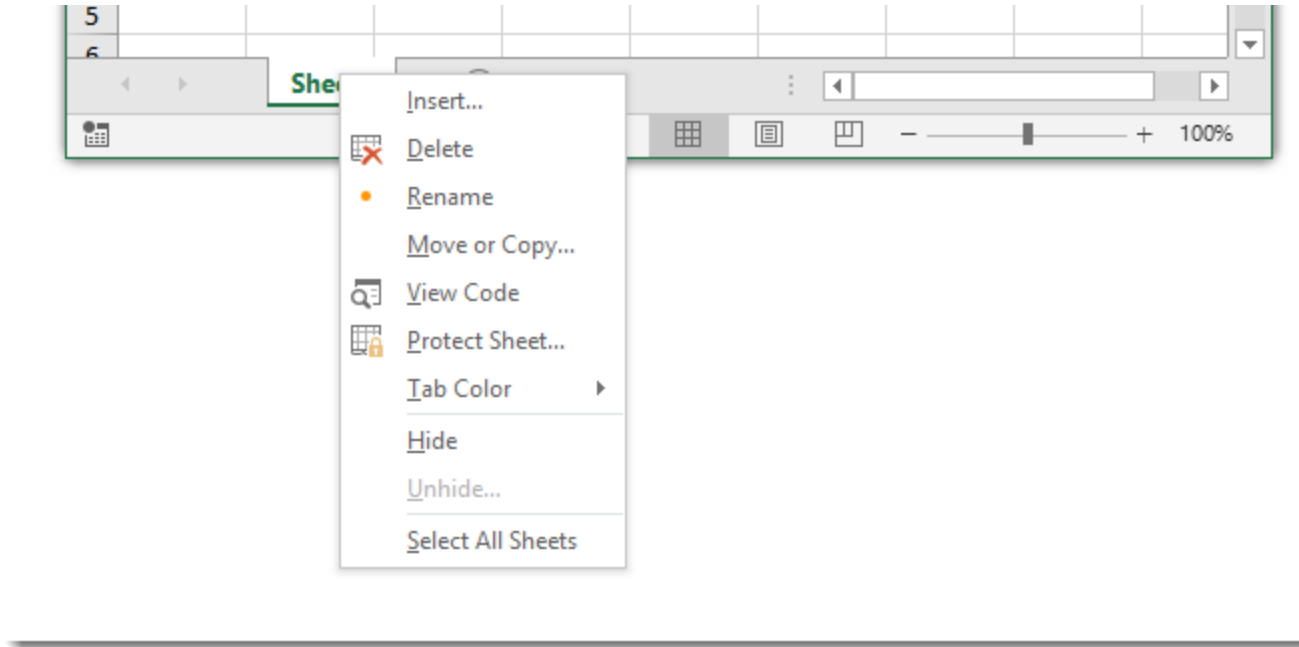 5
6
Shee
Insert...
100%
Delete
Rename
Move or Copy...
View Code
Protect Sheet...
Tab Color
Hide
Unhide...
Select All Sheets